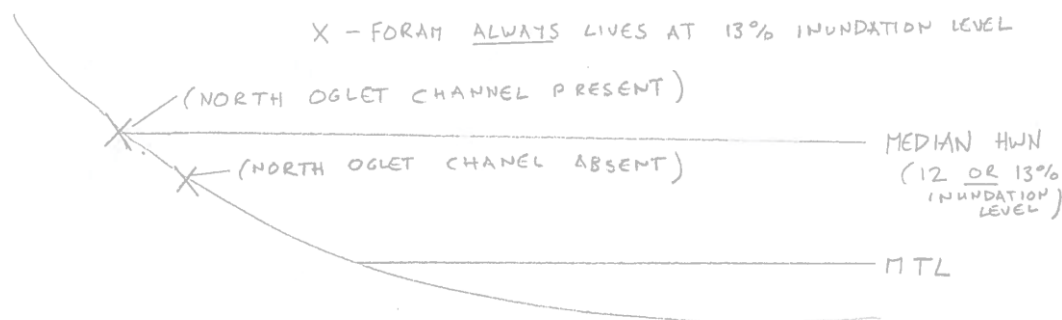 X - FORAM ALWAYS LIVES AT 13% INUNDATION LEVEL
(NORTH OGLET CHANNEL PRESENT)
MEDIAN HWN
(NORTH OGLET CHANEL ABSENT)
(12 OR 13%
INUNDATION
LEVEL)
MTL